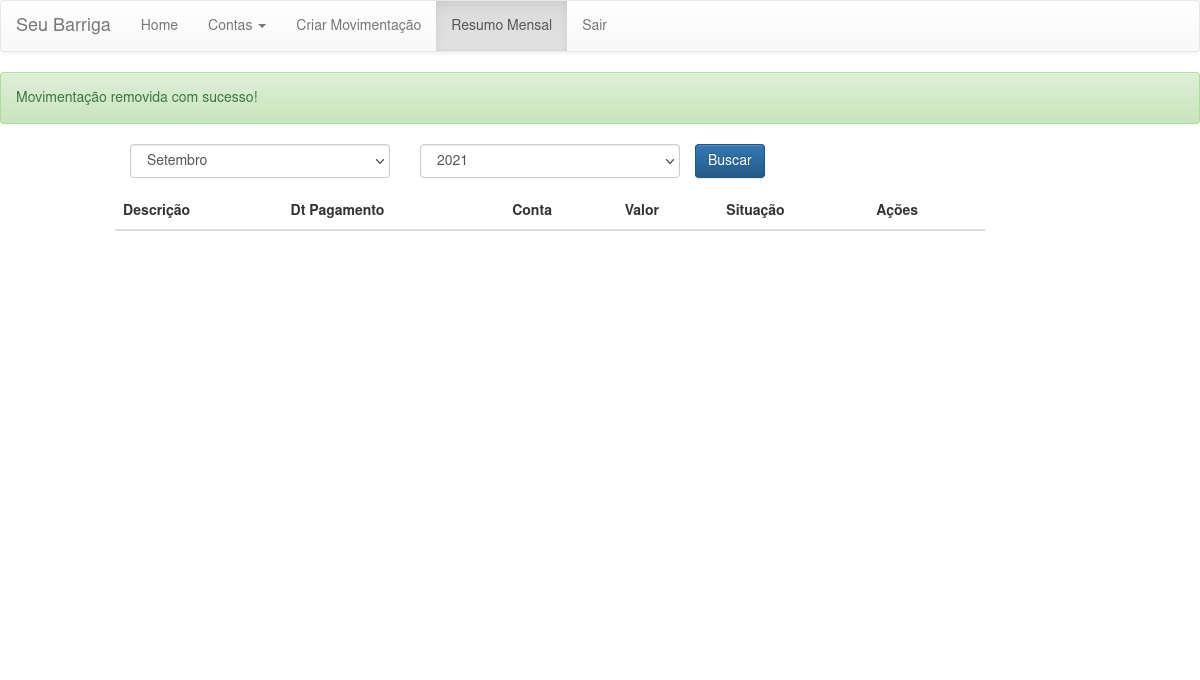 Seu Barriga Home Contas Criar Movimentação Resumo Mensal Sair
Movimentação removida com sucesso!
Setembro 2021 Buscar
Descrição Dt Pagamento Conta Valor Situação Ações